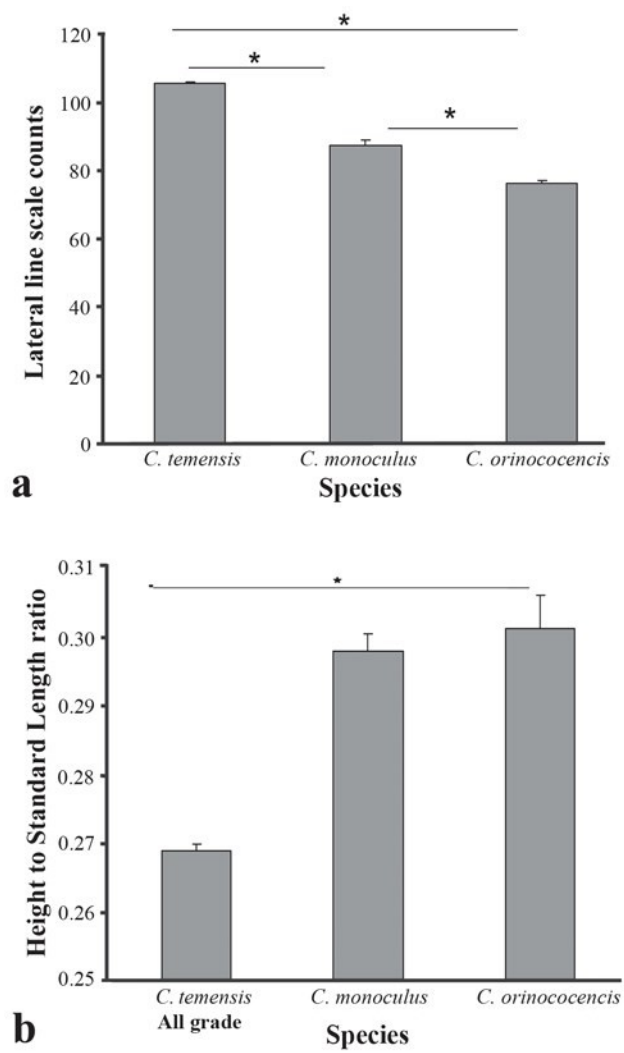 120
*
*
100
*
80
60
40
20
0
Lateral line scale counts
C. temensis C. monoculus C. orinococencis
a
Species
0.31
*
0.30
0.29
0.28
0.27
0.26
0.25
Height to Standard Length ratio
C. temensis C. monoculus C. orinococencis
All grade
b
Species